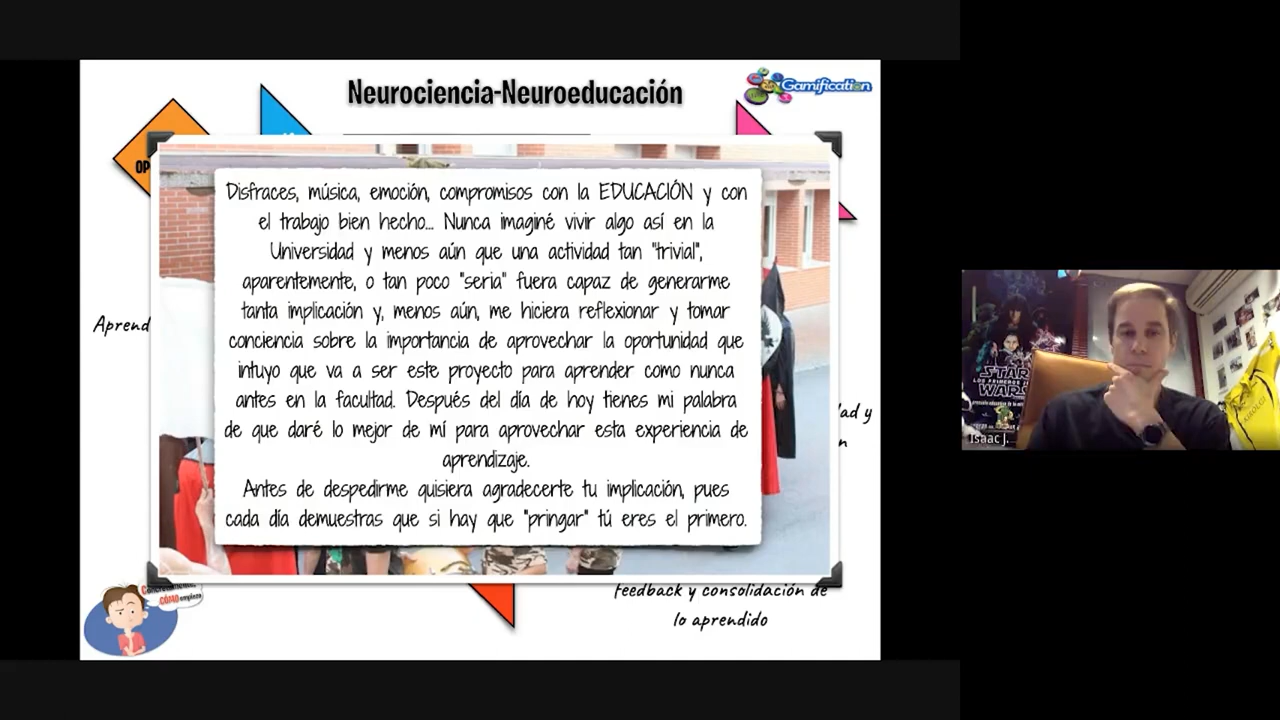 Neurociencia-Neuroeducación
Gamification
OP
Disfraces, música, emoción, compromisos con la EDUCACIÓN y con
el trabajo bien hecho... Nunca imaginé vivir algo así en la
Universidad y menos aún que una actividad tan "trivial",
aparentemente, o tan poco "seria" fuera capaz de generarme
tanta implicación y, menos aún, me hiciera reflexionar y tomar
conciencia sobre la importancia de aprovechar la oportunidad que
intuyo que va a ser este proyecto para aprender como nunca
antes en la facultad. Después del día de hoy tienes mi palabra
de que daré lo mejor de mí para aprovechar esta experiencia de
aprendizaje.
Antes de despedirme quisiera agradecerte tu implicación, pues
cada día demuestras que si hay que "pringar" tú eres el primero.
Aprend
dad y
n
feedback y consolidación de
lo aprendido
CÓMO empieza
STAR
WARS
Isaac J.